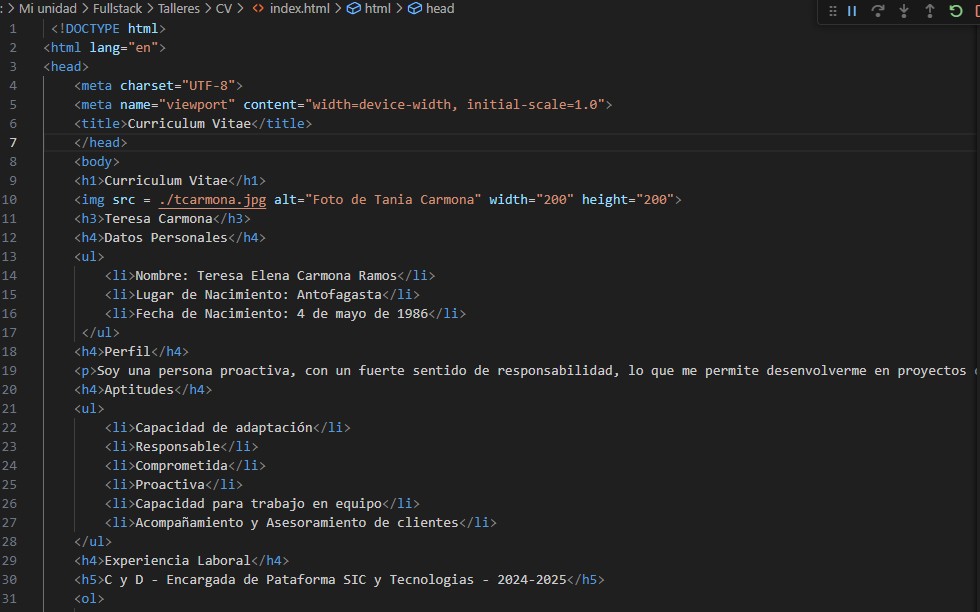 : > Mi unidad > Fullstack > Talleres > CV > <> index.html > html > head
1 <!DOCTYPE html>
2 <html lang="en">
3 <head>
4 <meta charset="UTF-8">
5 <meta name="viewport" content="width=device-width, initial-scale=1.0">
6 <title>Curriculum Vitae</title>
7 </head>
8 <body>
9 <h1>Curriculum Vitae</h1>
10 <img src = ./tcarmona.jpg alt="Foto de Tania Carmona" width="200" height="200">
11 <h3>Teresa Carmona</h3>
12 <h4>Datos Personales</h4>
13 <ul>
14 <li>Nombre: Teresa Elena Carmona Ramos</li>
15 <li>Lugar de Nacimiento: Antofagasta</li>
16 <li>Fecha de Nacimiento: 4 de mayo de 1986</li>
17 </ul>
18 <h4>Perfil</h4>
19 <p>Soy una persona proactiva, con un fuerte sentido de responsabilidad, lo que me permite desenvolverme en proyectos
20 <h4>Aptitudes</h4>
21 <ul>
22 <li>Capacidad de adaptación</li>
23 <li>Responsable</li>
24 <li>Comprometida</li>
25 <li>Proactiva</li>
26 <li>Capacidad para trabajo en equipo</li>
27 <li>Acompañamiento y Asesoramiento de clientes</li>
28 </ul>
29 <h4>Experiencia Laboral</h4>
30 <h5>C y D - Encargada de Pataforma SIC y Tecnologias - 2024-2025</h5>
31 <ol>